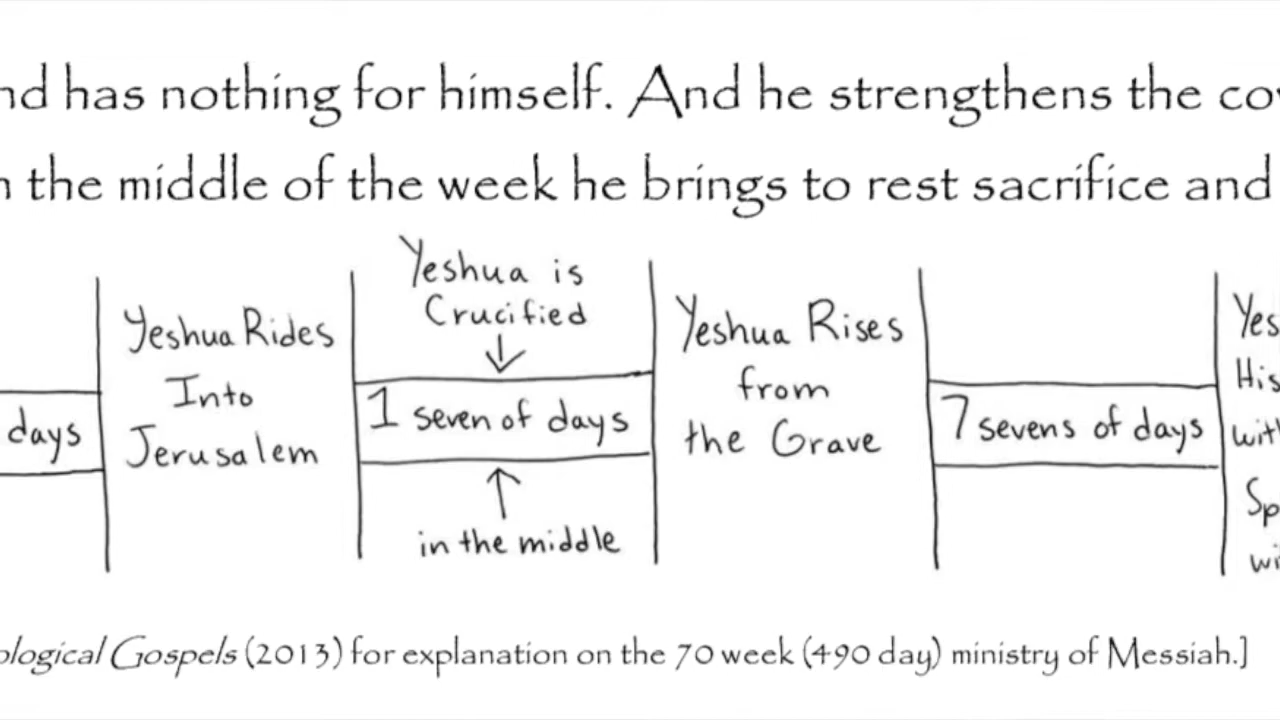 nd has nothing for himself. And he strengthens the cov
n the middle of the week he brings to rest sacrifice and
days
Yeshua Rides
Into
Jerusalem
Yeshua is
Crucified
1 seven of days
in the middle
Yeshua Rises
from
the Grave
7 sevens of days
Yes
His
with
Sp
wi
ological Gospels (2013) for explanation on the 70 week (490 day) ministry of Messiah.]